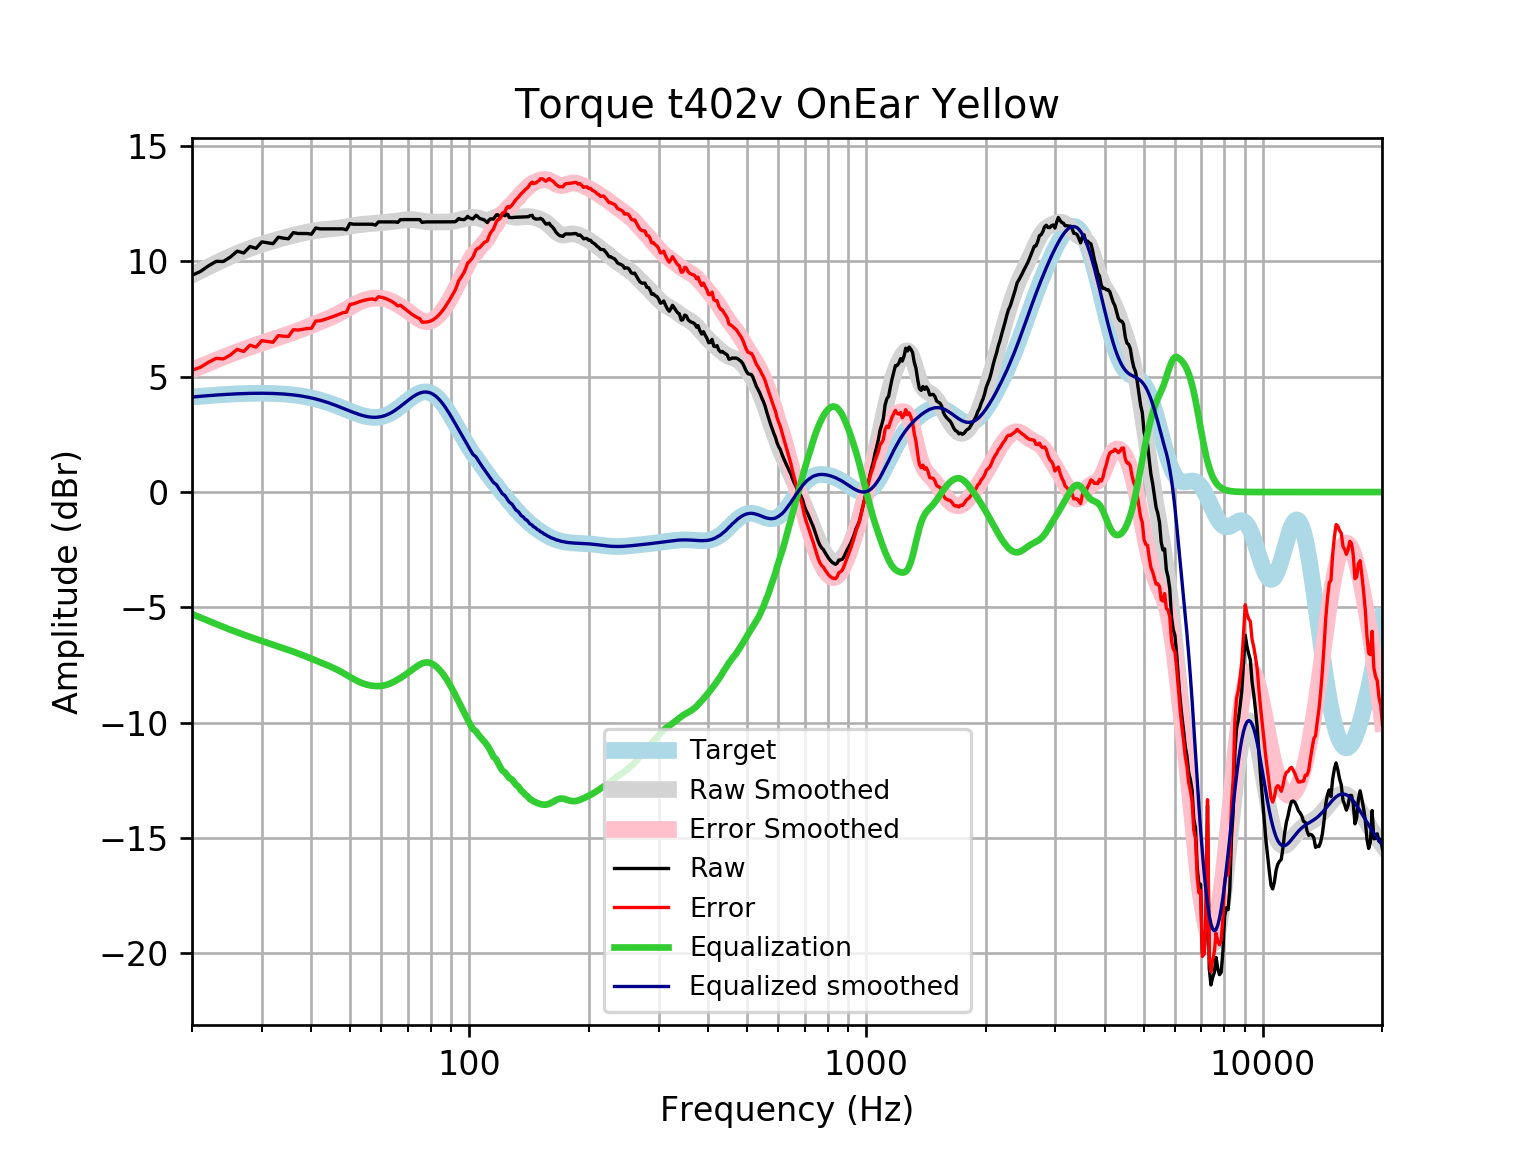 Torque t402v OnEar Yellow
15
10
5
0
−5
−10
−15
−20
Amplitude (dBr)
Target
Raw Smoothed
Error Smoothed
Raw
Error
Equalization
Equalized smoothed
100 1000 10000
Frequency (Hz)